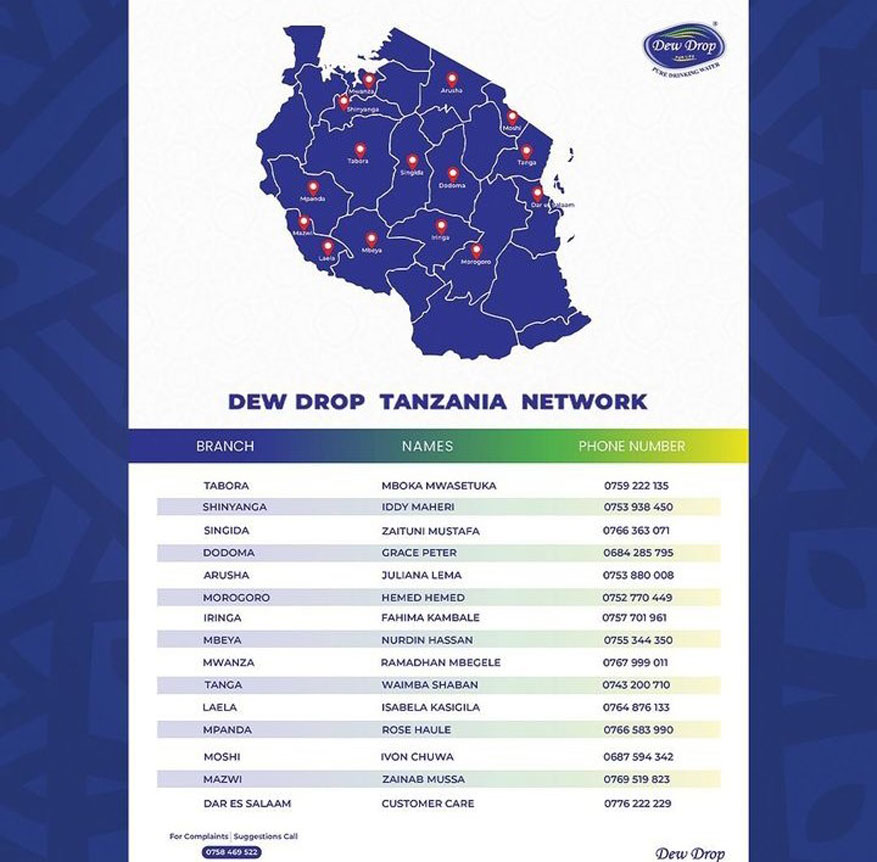 Dew Drop
PURE DRINKING WATER
Mwanza
Arusha
Shinyanga
Moshi
Tabora
Singida
Tanga
Dodoma
Mpanda
Dar es Salaam
Mazwi
Iringa
Mbeya
Laela
Morogoro
DEW DROP TANZANIA NETWORK
BRANCH NAMES PHONE NUMBER
TABORA MBOKA MWASETUKA 0759 222 135
SHINYANGA IDDY MAHERI 0753 938 450
SINGIDA ZAITUNI MUSTAFA 0766 363 071
DODOMA GRACE PETER 0684 285 795
ARUSHA JULIANA LEMA 0753 880 008
MOROGORO HEMED HEMED 0752 770 449
IRINGA FAHIMA KAMBALE 0757 701 961
MBEYA NURDIN HASSAN 0755 344 350
MWANZA RAMADHAN MBEGELE 0767 999 011
TANGA WAIMBA SHABAN 0743 200 710
LAELA ISABELA KASIGILA 0764 876 133
MPANDA ROSE HAULE 0766 583 990
MOSHI IVON CHUWA 0687 594 342
MAZWI ZAINAB MUSSA 0769 519 823
DAR ES SALAAM CUSTOMER CARE 0776 222 229
For Complaints | Suggestions Call
0758 469 522
Dew Drop